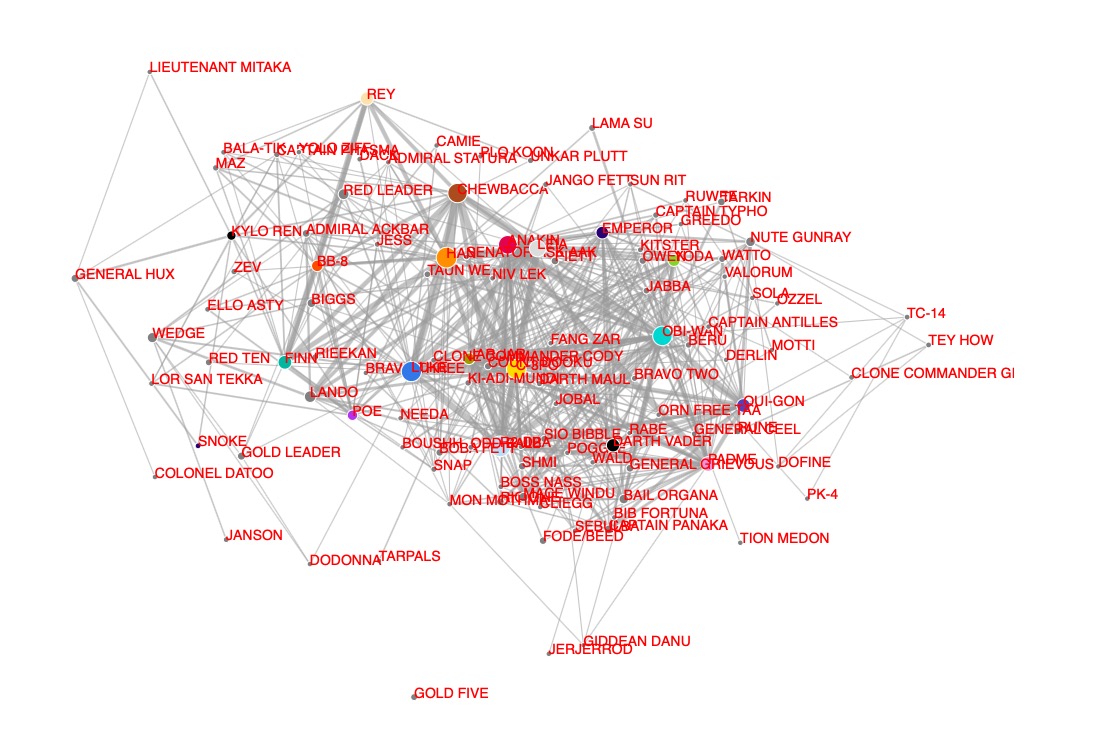 LIEUTENANT MITAKA
REY
LAMA SU
CAMIE
BALA-TIK
CAPTAIN PHASMA
YOLO ZIFF
DACK
ADMIRAL STATURA
PLO KOON
UNKAR PLUTT
MAZ
RED LEADER
CHEWBACCA
JANGO FETT
SUN RIT
RUWEE
TARKIN
CAPTAIN TYPHO
GREEDO
KYLO REN
ADMIRAL ACKBAR
JESS
EMPEROR
NUTE GUNRAY
ANAKIN
LEIA
KITSTER
HAN
SENATOR
PIETT
OWEN
YODA
WATTO
BB-8
ZEV
TAUN WE
NIV LEK
VALORUM
GENERAL HUX
JABBA
SOLA
OZZEL
ELLO ASTY
BIGGS
TC-14
CAPTAIN ANTILLES
WEDGE
OBI-WAN
BERU
FANG ZAR
MOTTI
TEY HOW
RIEEKAN
FINN
RED TEN
DERLIN
CLONE COMMANDER CODY
COUNT DOOKU
C-3PO
LUKE
LOR SAN TEKKA
KI-ADI-MUNDI
DARTH MAUL
BRAVO TWO
CLONE COMMANDER GI
LANDO
JOBAL
QUI-GON
POE
NEEDA
ORN FREE TAA
RABE
GENERAL CEEL
RUNE
SNOKE
BOUSHH
SIO BIBBLE
DARTH VADER
GOLD LEADER
BOBA FETT
POGGLE
WALD
SNAP
SHMI
GENERAL GRIEVOUS
PADME
DOFINE
COLONEL DATOO
BOSS NASS
MACE WINDU
BAIL ORGANA
PK-4
MON MOTHMA
CLIEGG
BIB FORTUNA
SEBULBA
CAPTAIN PANAKA
JANSON
FODE/BEED
TION MEDON
DODONNA
TARPALS
GIDDEAN DANU
JERJERROD
GOLD FIVE